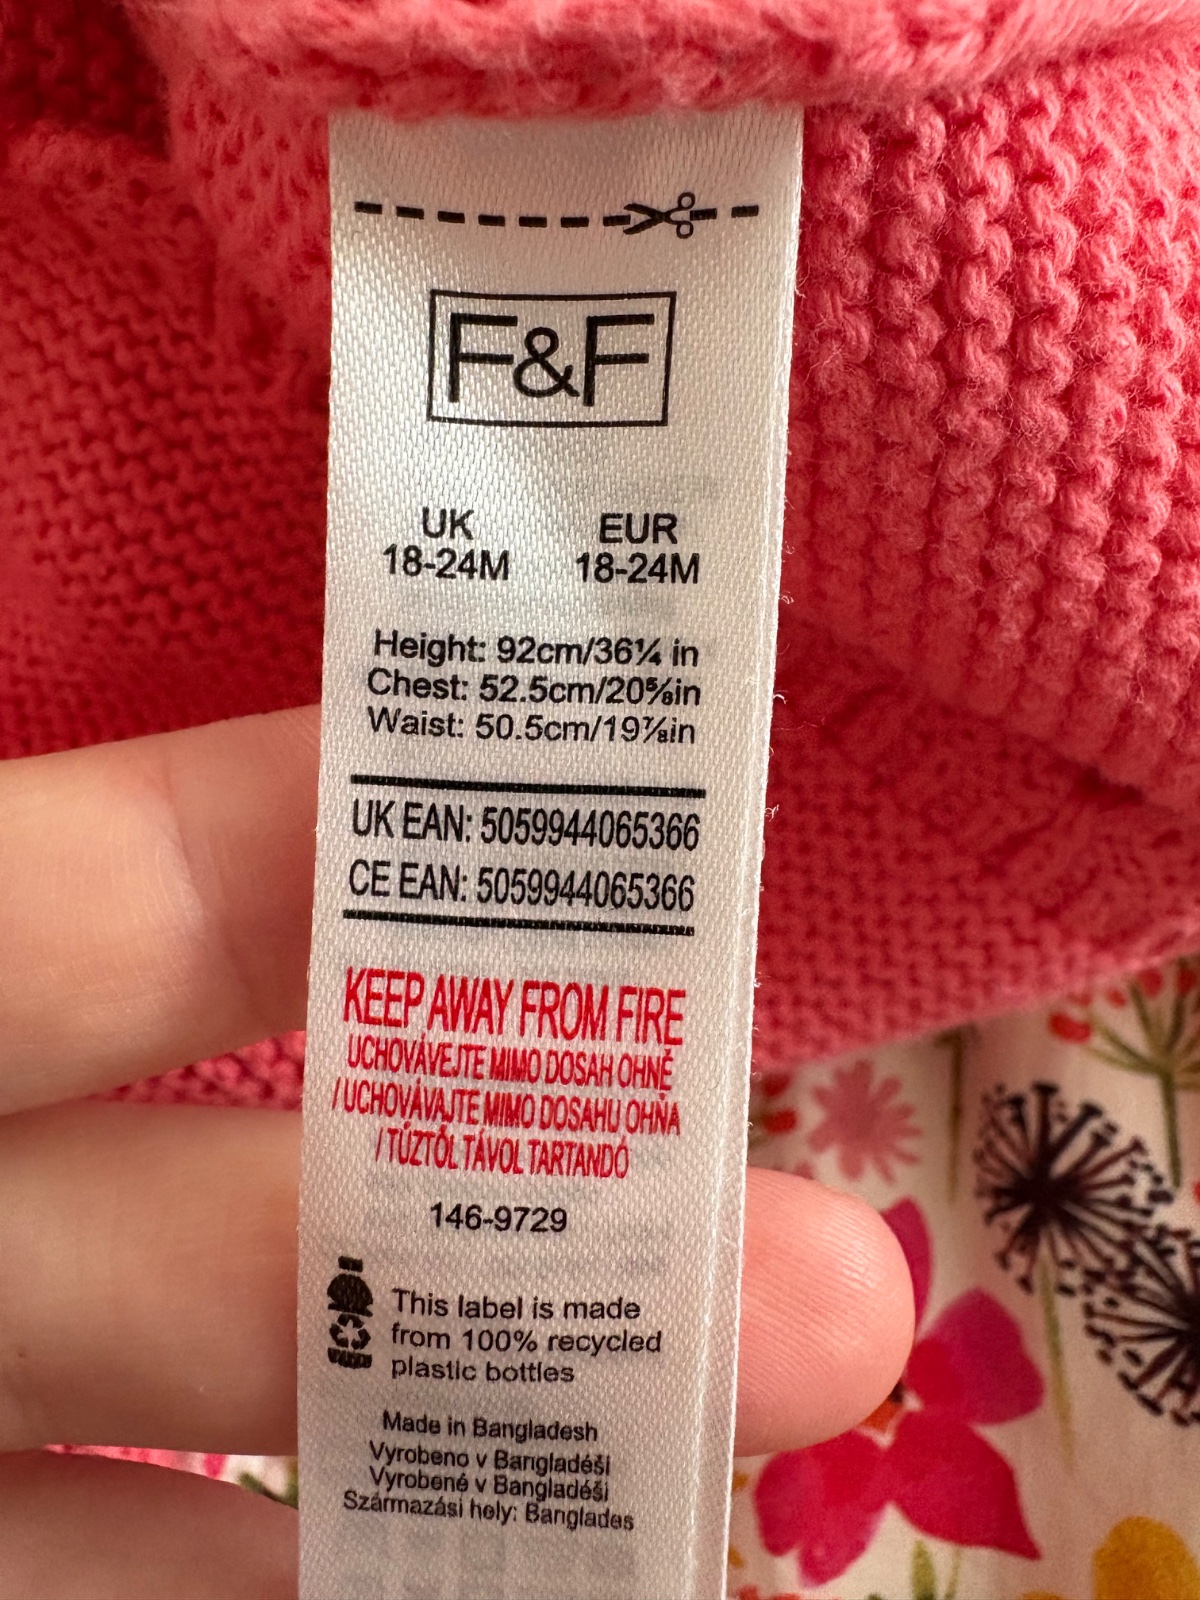 F&F
UK EUR
18-24M 18-24M
Height: 92cm/36¼ in
Chest: 52.5cm/20⅝in
Waist: 50.5cm/19⅞in
UK EAN: 5059944065366
CE EAN: 5059944065366
KEEP AWAY FROM FIRE
UCHOVÁVEJTE MIMO DOSAH OHNĚ
/ UCHOVÁVAJTE MIMO DOSAHU OHŇA
/ TŰZTŐL TÁVOL TARTANDÓ
146-9729
This label is made
from 100% recycled
plastic bottles
Made in Bangladesh
Vyrobeno v Bangladéši
Vyrobené v Bangladéši
Származási hely: Banglades